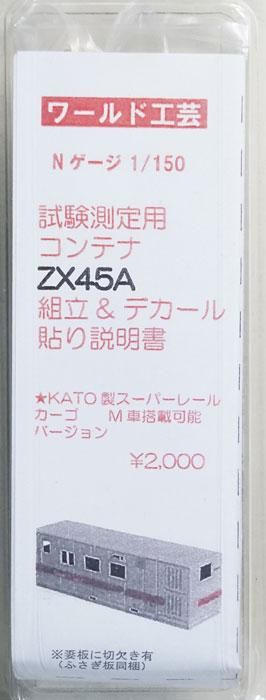 ワールド工芸
Nゲージ 1/150
試験測定用
コンテナ
ZX45A
組立&デカール
貼り説明書
★KATO製スーパーレール
カーゴ M車搭載可能
バージョン
¥2,000
※妻板に切欠き有
(ふさぎ板同梱)